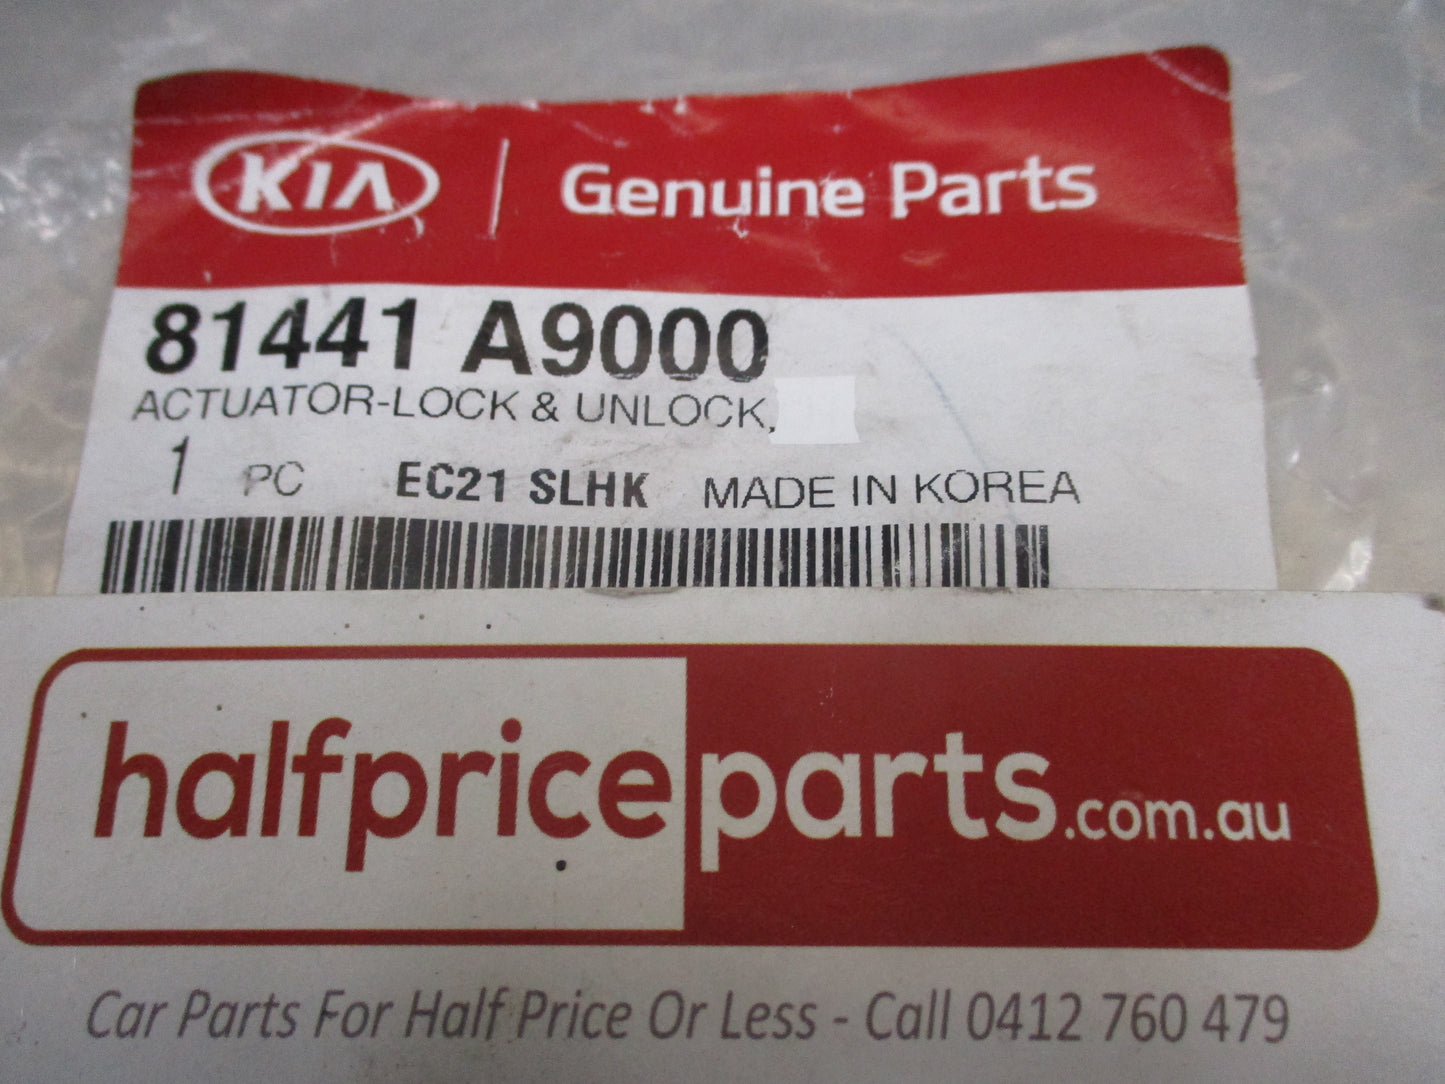 KIA | Genuine Parts
81441 A9000
ACTUATOR-LOCK & UNLOCK,
1 PC EC21 SLHK MADE IN KOREA
halfpriceparts.com.au
Car Parts For Half Price Or Less - Call 0412 760 479